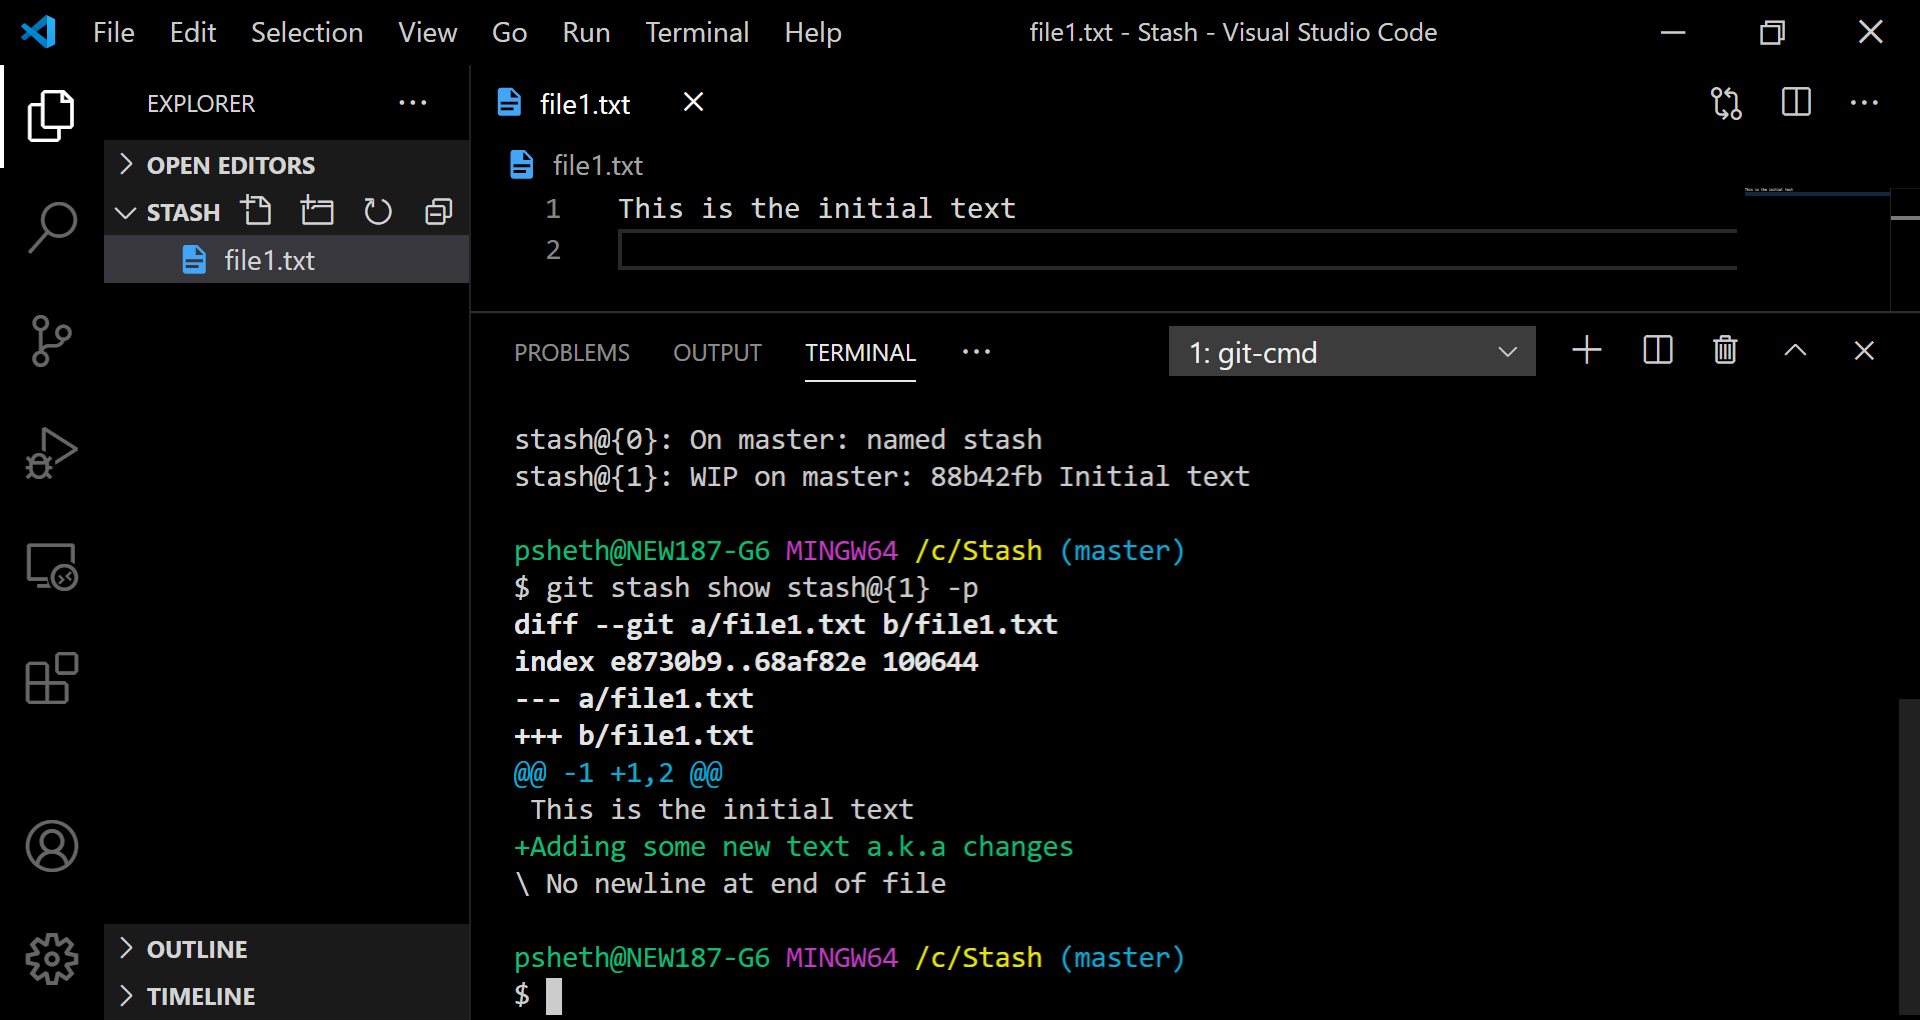 File Edit Selection View Go Run Terminal Help file1.txt - Stash - Visual Studio Code
EXPLORER
OPEN EDITORS
STASH
file1.txt
OUTLINE
TIMELINE
file1.txt
file1.txt
1 This is the initial text
2
This is the initial text
PROBLEMS OUTPUT TERMINAL 1: git-cmd
stash@{0}: On master: named stash
stash@{1}: WIP on master: 88b42fb Initial text
psheth@NEW187-G6 MINGW64 /c/Stash (master)
$ git stash show stash@{1} -p
diff --git a/file1.txt b/file1.txt
index e8730b9..68af82e 100644
--- a/file1.txt
+++ b/file1.txt
@@ -1 +1,2 @@
 This is the initial text
+Adding some new text a.k.a changes
\ No newline at end of file
psheth@NEW187-G6 MINGW64 /c/Stash (master)
$